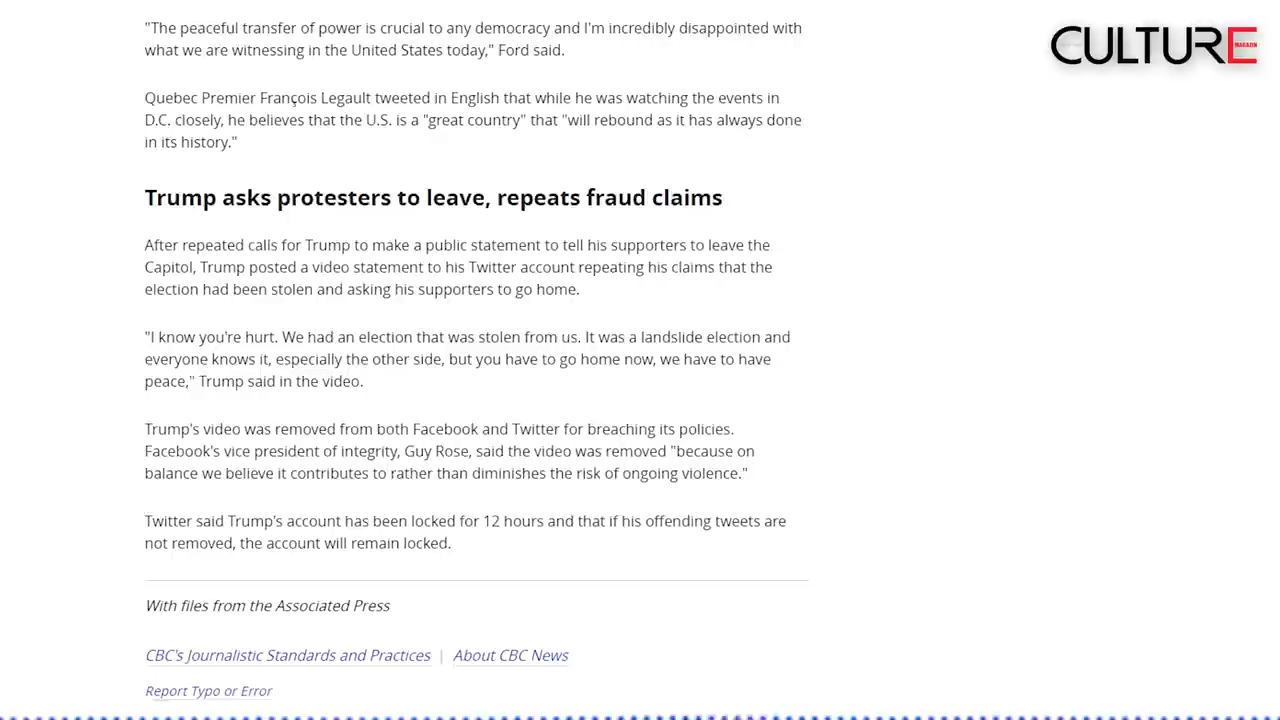 "The peaceful transfer of power is crucial to any democracy and I'm incredibly disappointed with
what we are witnessing in the United States today," Ford said.
Quebec Premier François Legault tweeted in English that while he was watching the events in
D.C. closely, he believes that the U.S. is a "great country" that "will rebound as it has always done
in its history."
Trump asks protesters to leave, repeats fraud claims
After repeated calls for Trump to make a public statement to tell his supporters to leave the
Capitol, Trump posted a video statement to his Twitter account repeating his claims that the
election had been stolen and asking his supporters to go home.
"I know you're hurt. We had an election that was stolen from us. It was a landslide election and
everyone knows it, especially the other side, but you have to go home now, we have to have
peace," Trump said in the video.
Trump's video was removed from both Facebook and Twitter for breaching its policies.
Facebook's vice president of integrity, Guy Rose, said the video was removed "because on
balance we believe it contributes to rather than diminishes the risk of ongoing violence."
Twitter said Trump's account has been locked for 12 hours and that if his offending tweets are
not removed, the account will remain locked.
With files from the Associated Press
CBC's Journalistic Standards and Practices | About CBC News
Report Typo or Error
CULTURE